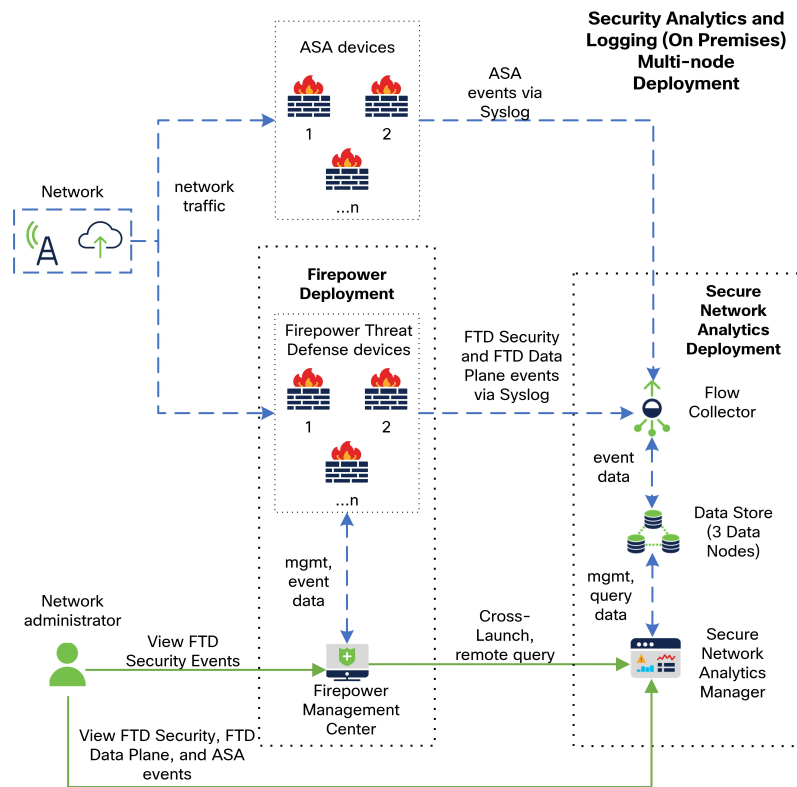 Security Analytics and
Logging (On Premises)
Multi-node
Deployment
ASA devices
1
2
...n
ASA
events via
Syslog
Network
network
traffic
Firepower
Deployment
Firepower Threat
Defense devices
1
2
...n
FTD Security
and FTD Data
Plane events
via Syslog
Secure
Network
Analytics
Deployment
Flow
Collector
event
data
Data Store
(3 Data
Nodes)
mgmt,
event
data
mgmt,
query
data
Network
administrator
View FTD
Security Events
Firepower
Management
Center
Cross-
Launch,
remote query
Secure
Network
Analytics
Manager
View FTD Security, FTD
Data Plane, and ASA
events